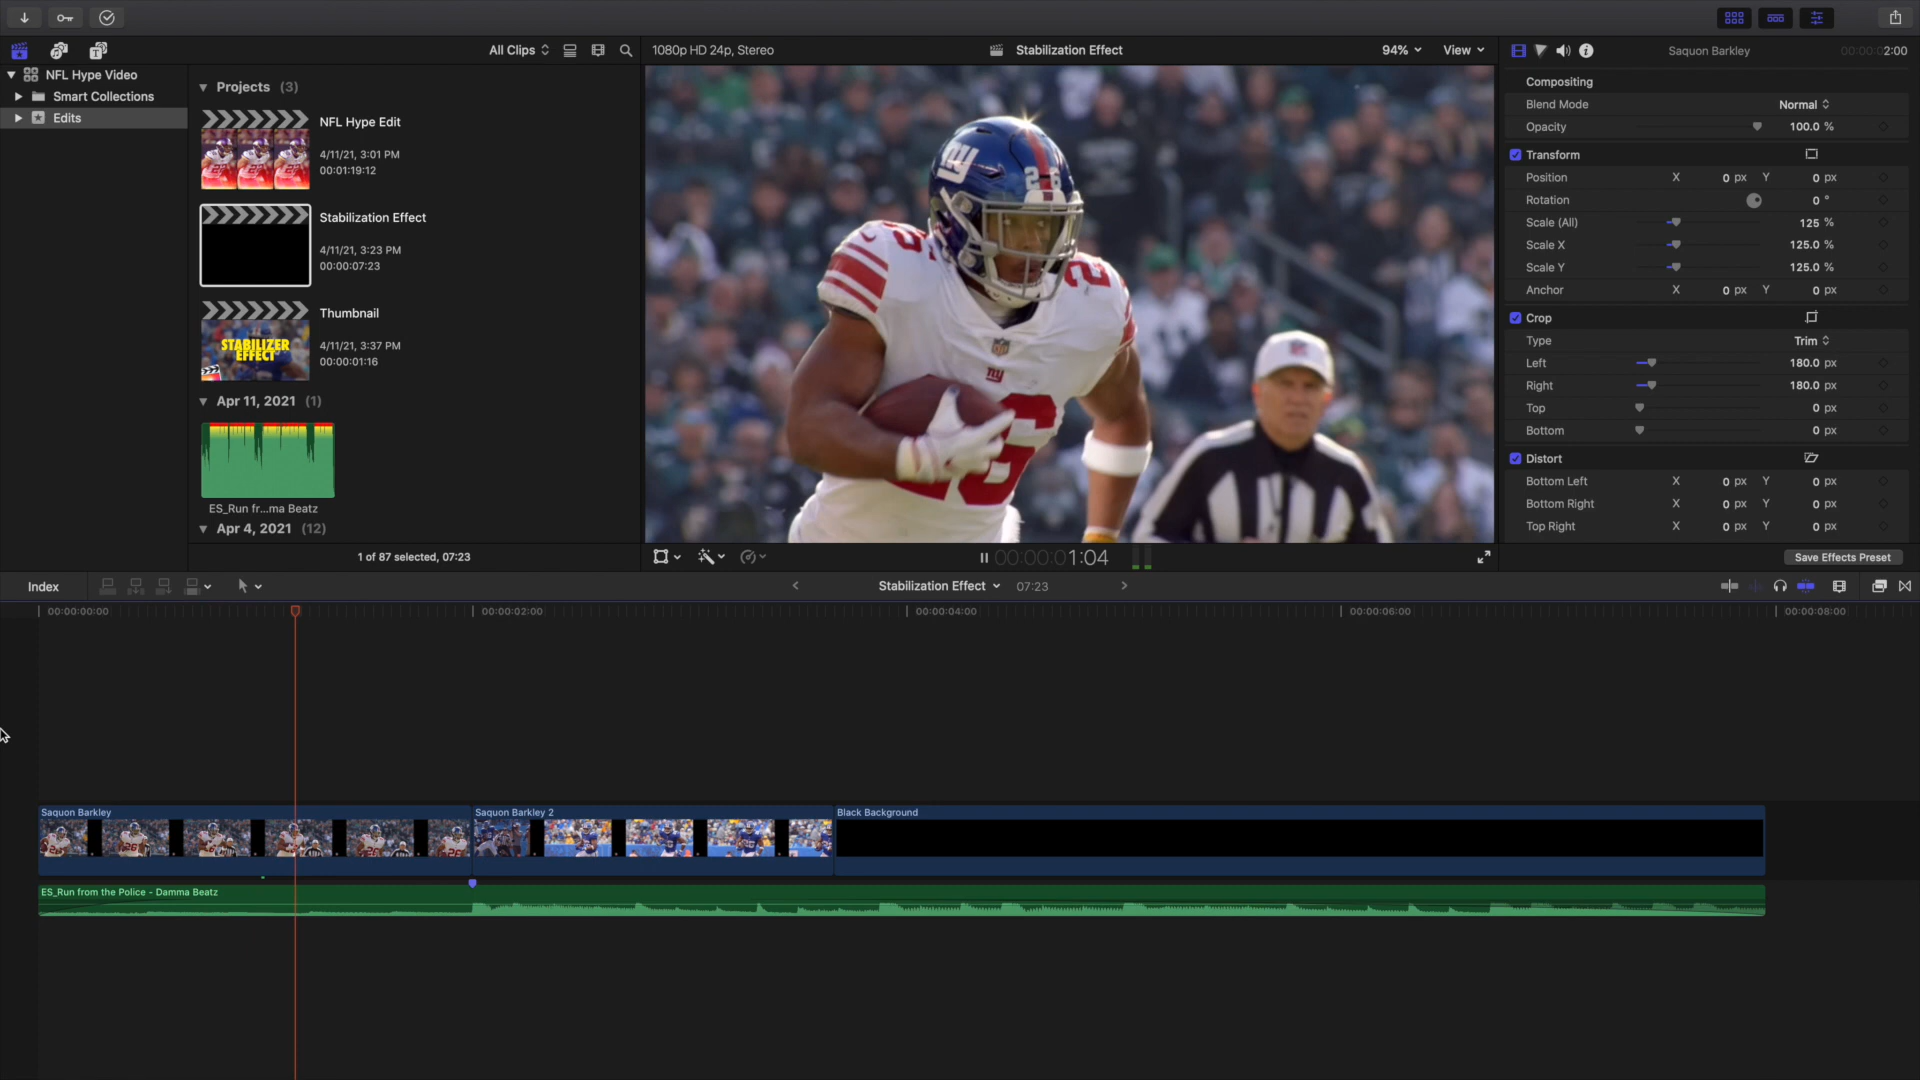 All Clips
1080p HD 24p, Stereo
Stabilization Effect
94%
View
Saquon Barkley
00:00:02:00
NFL Hype Video
Smart Collections
Edits
Projects (3)
NFL Hype Edit
4/11/21, 3:01 PM
00:01:19:12
Stabilization Effect
4/11/21, 3:23 PM
00:00:07:23
Thumbnail
4/11/21, 3:37 PM
00:00:01:16
STABILIZER
EFFECT
Apr 11, 2021 (1)
ES_Run fr...ma Beatz
Apr 4, 2021 (12)
1 of 87 selected, 07:23
NY
26
26
Compositing
Blend Mode Normal
Opacity 100.0 %
Transform
Position X 0 px Y 0 px
Rotation 0 °
Scale (All) 125 %
Scale X 125.0 %
Scale Y 125.0 %
Anchor X 0 px Y 0 px
Crop
Type Trim
Left 180.0 px
Right 180.0 px
Top 0 px
Bottom 0 px
Distort
Bottom Left X 0 px Y 0 px
Bottom Right X 0 px Y 0 px
Top Right X 0 px Y 0 px
00:00:01:04
Save Effects Preset
Index
Stabilization Effect 07:23
00:00:00:00 00:00:02:00 00:00:04:00 00:00:06:00 00:00:08:00
Saquon Barkley
Saquon Barkley 2
Black Background
ES_Run from the Police - Damma Beatz